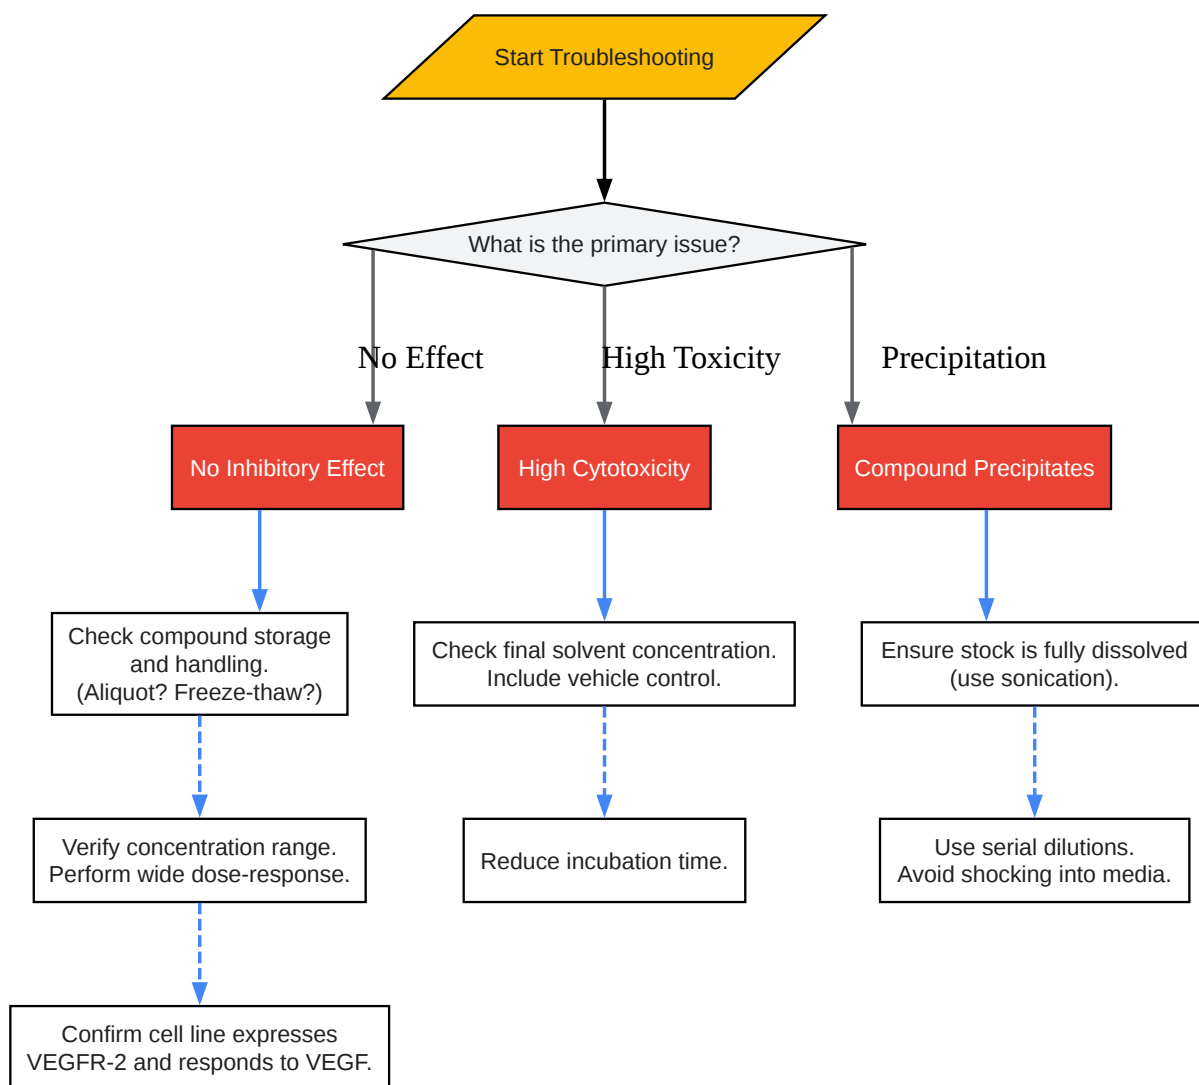 Start Troubleshooting
What is the primary issue?
No Effect
High Toxicity
Precipitation
No Inhibitory Effect
High Cytotoxicity
Compound Precipitates
Check compound storage
and handling.
(Aliquot? Freeze-thaw?)
Check final solvent concentration.
Include vehicle control.
Ensure stock is fully dissolved
(use sonication).
Verify concentration range.
Perform wide dose-response.
Reduce incubation time.
Use serial dilutions.
Avoid shocking into media.
Confirm cell line expresses
VEGFR-2 and responds to VEGF.